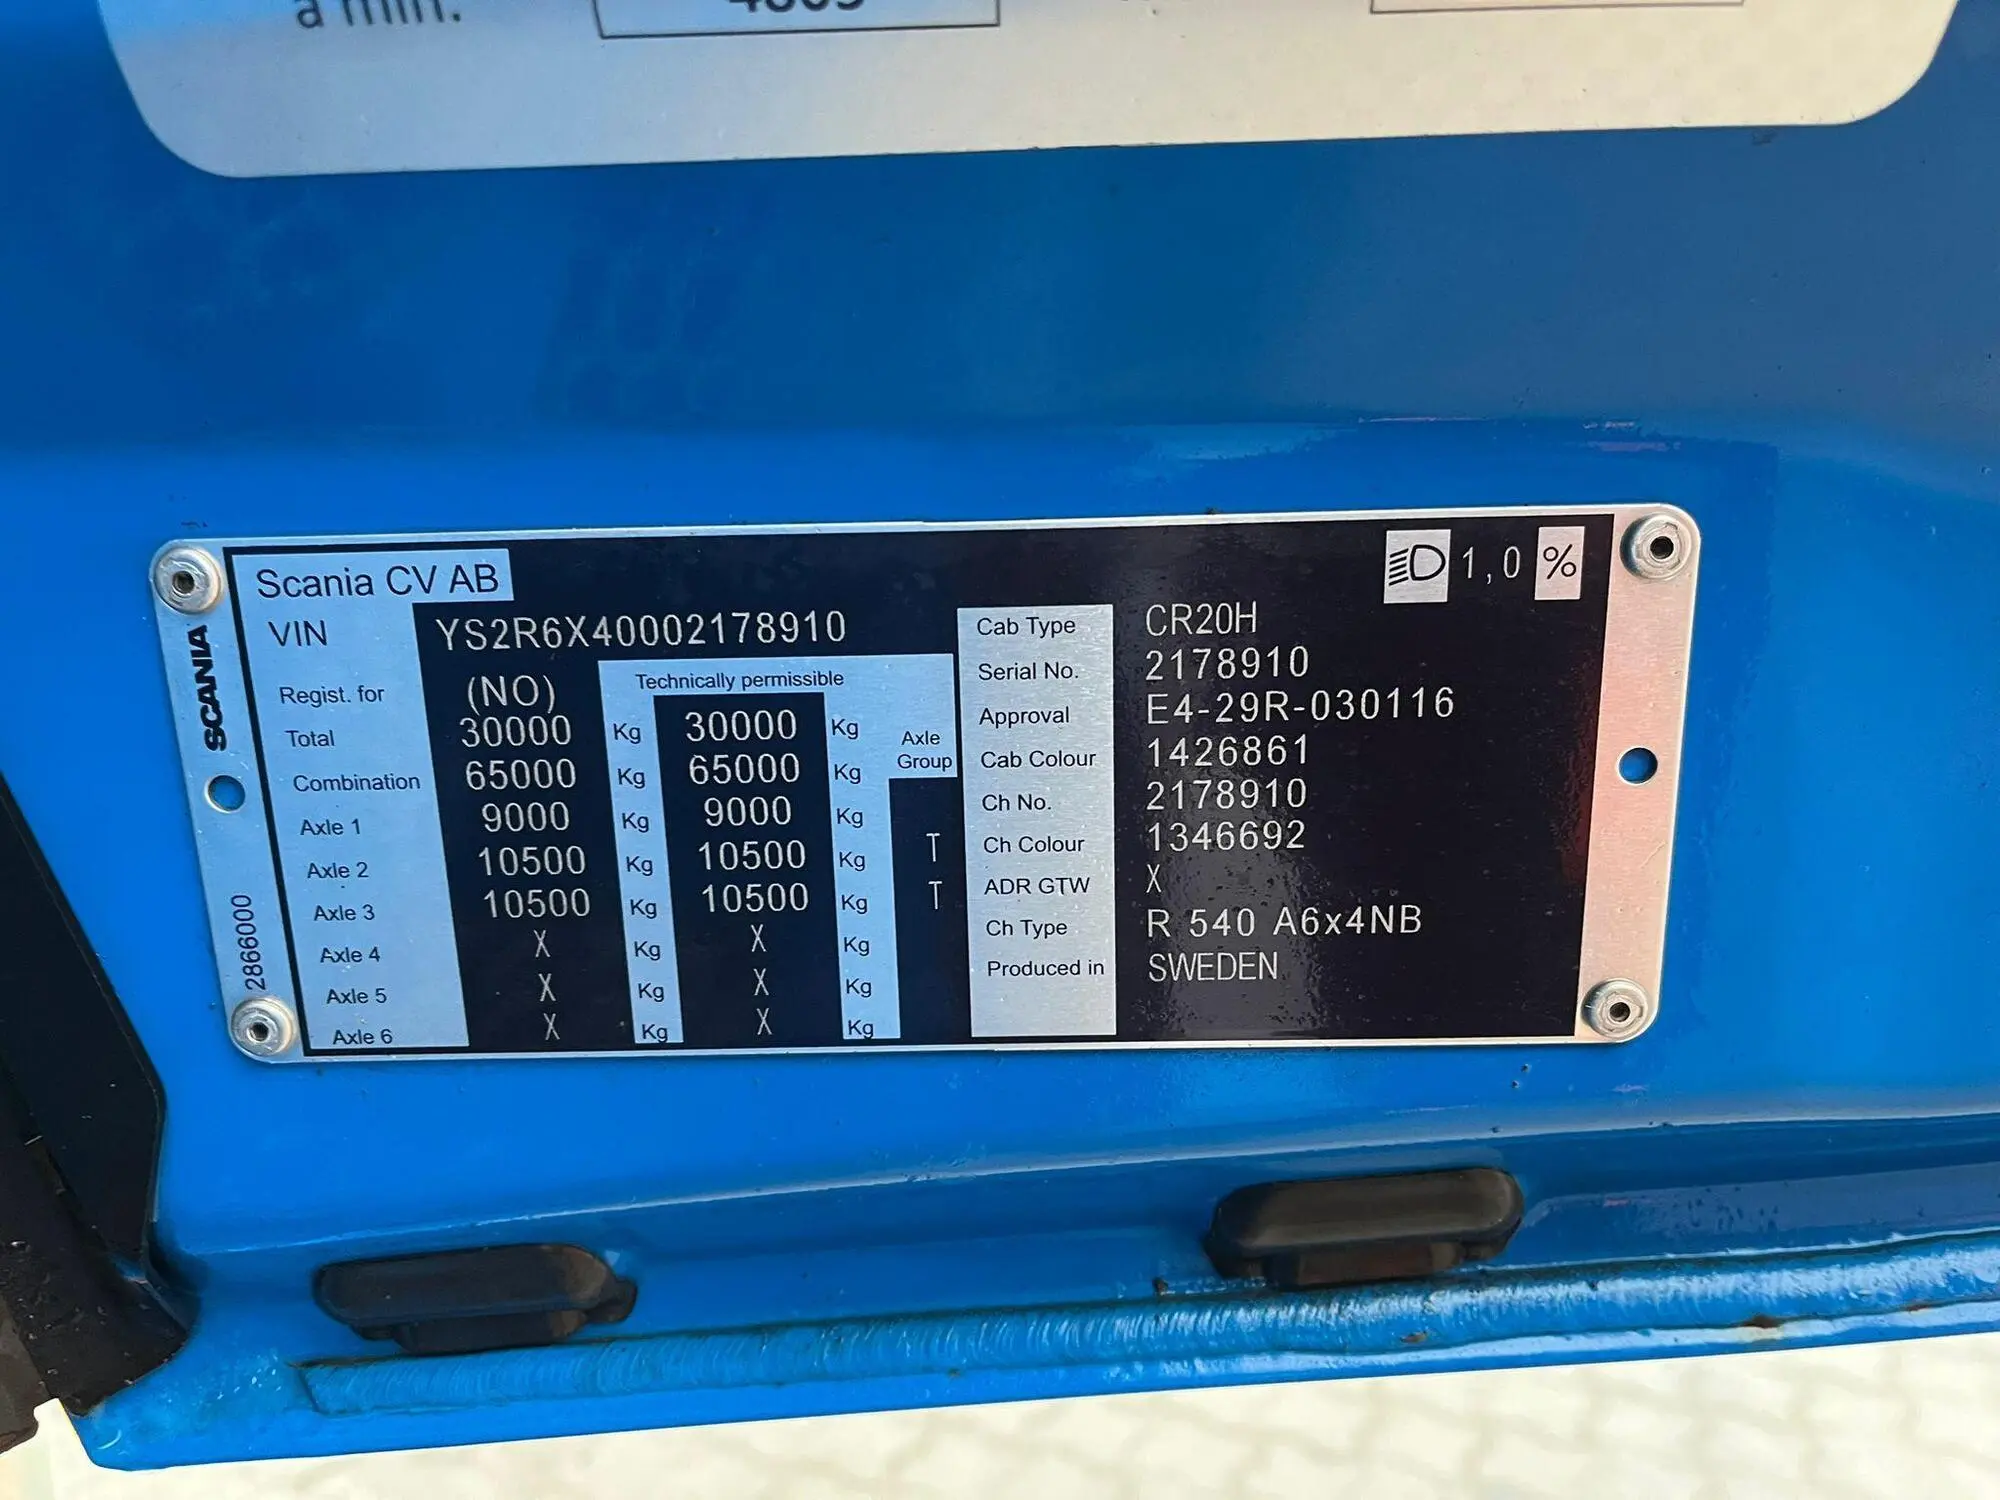 à min.
Scania CV AB
1,0 %
VIN YS2R6X40002178910
Regist. for (NO) Technically permissible
Total 30000 Kg 30000 Kg
Combination 65000 Kg 65000 Kg Axle Group
Axle 1 9000 Kg 9000 Kg
Axle 2 10500 Kg 10500 Kg T
Axle 3 10500 Kg 10500 Kg T
Axle 4 X Kg X Kg
Axle 5 X Kg X Kg
Axle 6 X Kg X Kg
Cab Type CR20H
Serial No. 2178910
Approval E4-29R-030116
Cab Colour 1426861
Ch No. 2178910
Ch Colour 1346692
ADR GTW X
Ch Type R 540 A6x4NB
Produced in SWEDEN
SCANIA
2866000